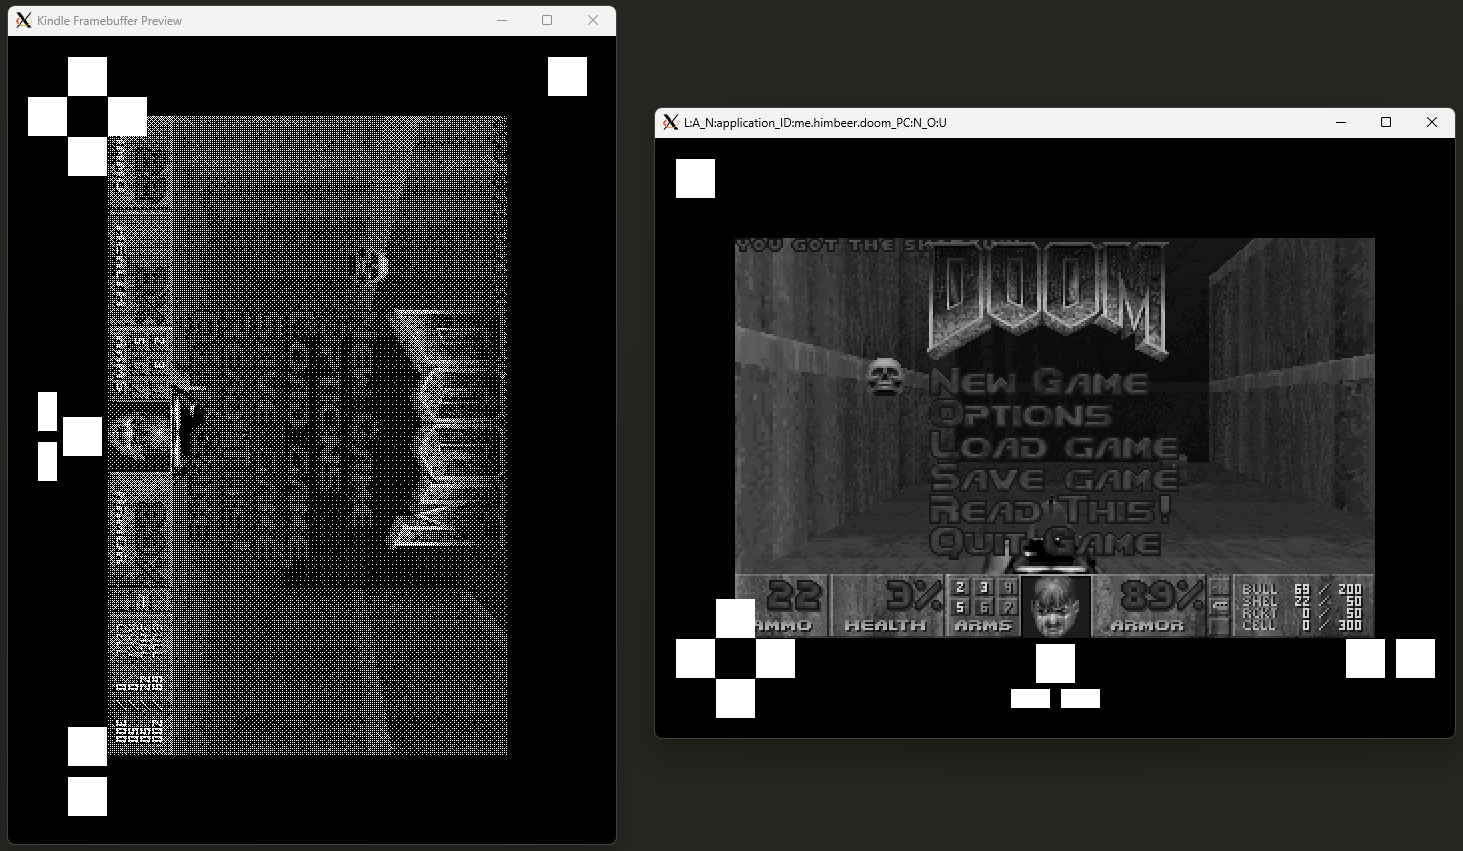 Kindle Framebuffer Preview
L:A_N:application_ID:me.himbeer.doom_PC:N_O:U
YOU GOT THE
DOOM
NEW GAME
OPTIONS
LOAD GAME
SAVE GAME
READ THIS!
QUIT GAME
22 3% 2 3 4 89% BULL 69 / 200
5 6 7 SHEL 22 / 50
RCKT 0 / 50
AMMO HEALTH ARMS ARMOR CELL 0 / 300